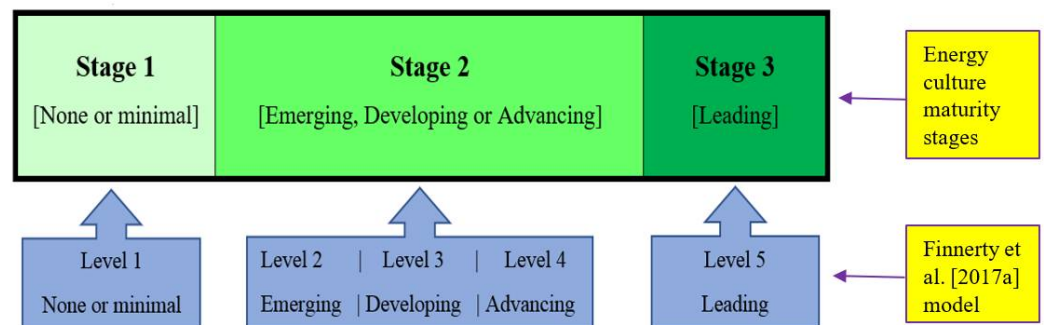 Stage 1
[None or minimal]
Stage 2
[Emerging, Developing or Advancing]
Stage 3
[Leading]
Energy
culture
maturity
stages
Level 1
None or minimal
Level 2 | Level 3 | Level 4
Emerging | Developing | Advancing
Level 5
Leading
Finnerty et
al. [2017a]
model